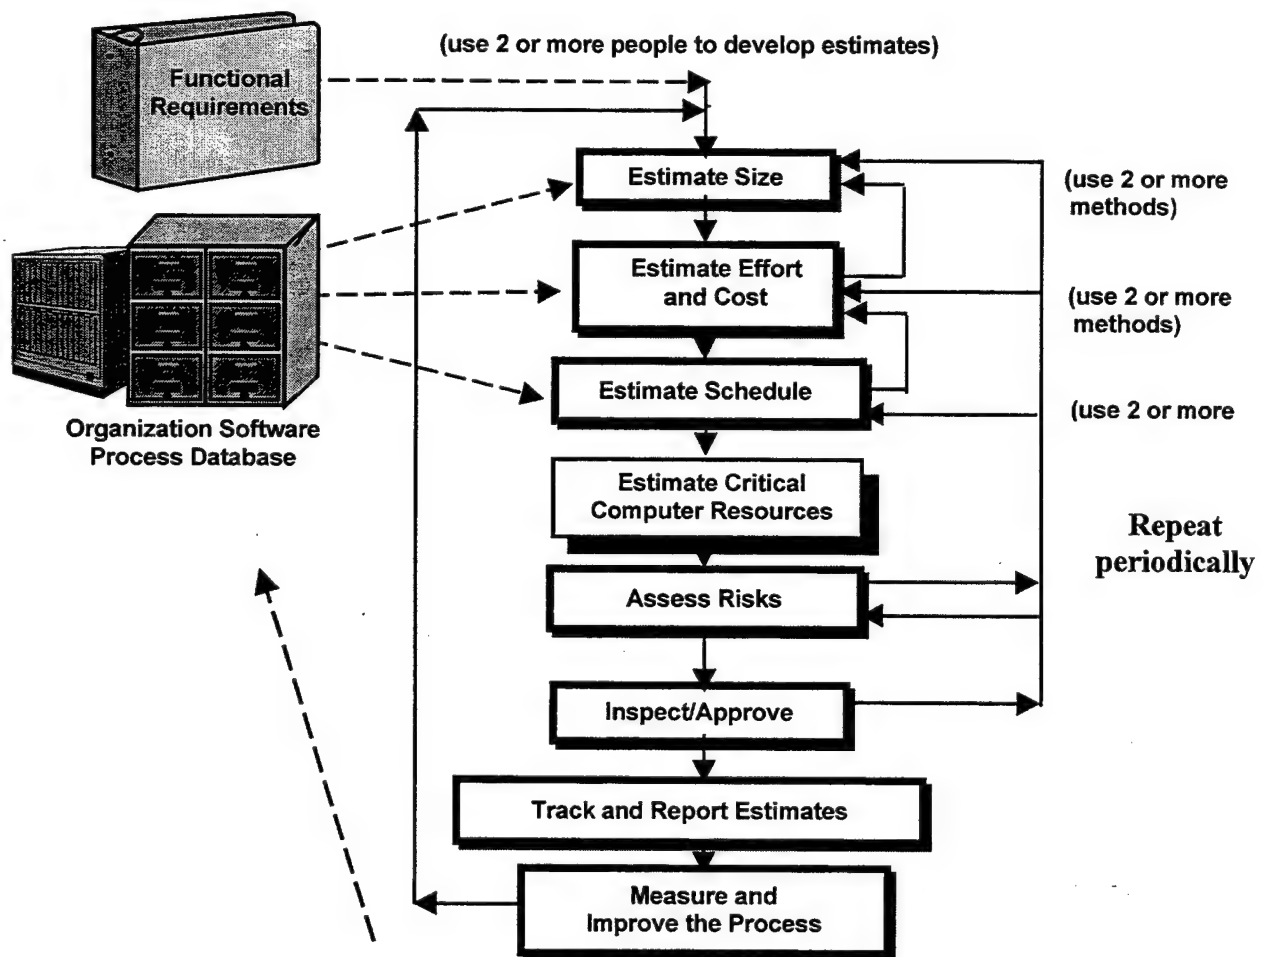 (use 2 or more people to develop estimates)
Functional
Requirements
Estimate Size
(use 2 or more
methods)
Estimate Effort
and Cost
(use 2 or more
methods)
Estimate Schedule
(use 2 or more
Organization Software
Process Database
Estimate Critical
Computer Resources
Repeat
periodically
Assess Risks
Inspect/Approve
Track and Report Estimates
Measure and
Improve the Process